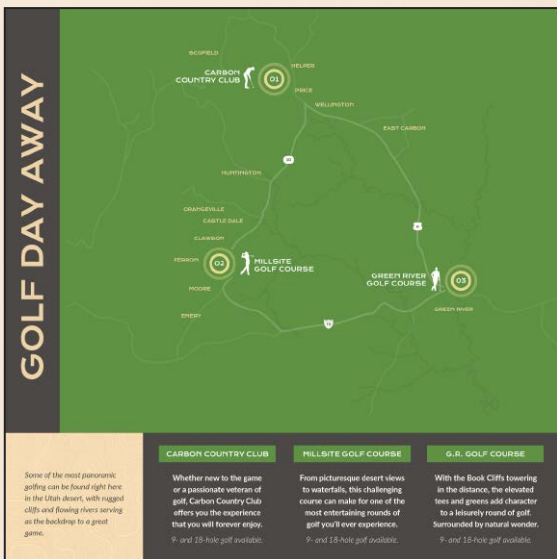 GOLF DAY AWAY
SCOFIELD
HELPER
CARBON
COUNTRY CLUB
01
PRICE
WELLINGTON
EAST CARBON
10
HUNTINGTON
ORANGEVILLE
CASTLE DALE
CLAWSON
6
FERRON
02
MILLSITE
GOLF COURSE
GREEN RIVER
GOLF COURSE
03
MOORE
GREEN RIVER
EMERY
70
Some of the most panoramic
golfing can be found right here
in the Utah desert, with rugged
cliffs and flowing rivers serving
as the backdrop to a great
game.
CARBON COUNTRY CLUB
Whether new to the game
or a passionate veteran of
golf, Carbon Country Club
offers you the experience
that you will forever enjoy.
9- and 18-hole golf available.
MILLSITE GOLF COURSE
From picturesque desert views
to waterfalls, this challenging
course can make for one of the
most entertaining rounds of
golf you'll ever experience.
9- and 18-hole golf available.
G.R. GOLF COURSE
With the Book Cliffs towering
in the distance, the elevated
tees and greens add character
to a leisurely round of golf.
Surrounded by natural wonder.
9- and 18-hole golf available.